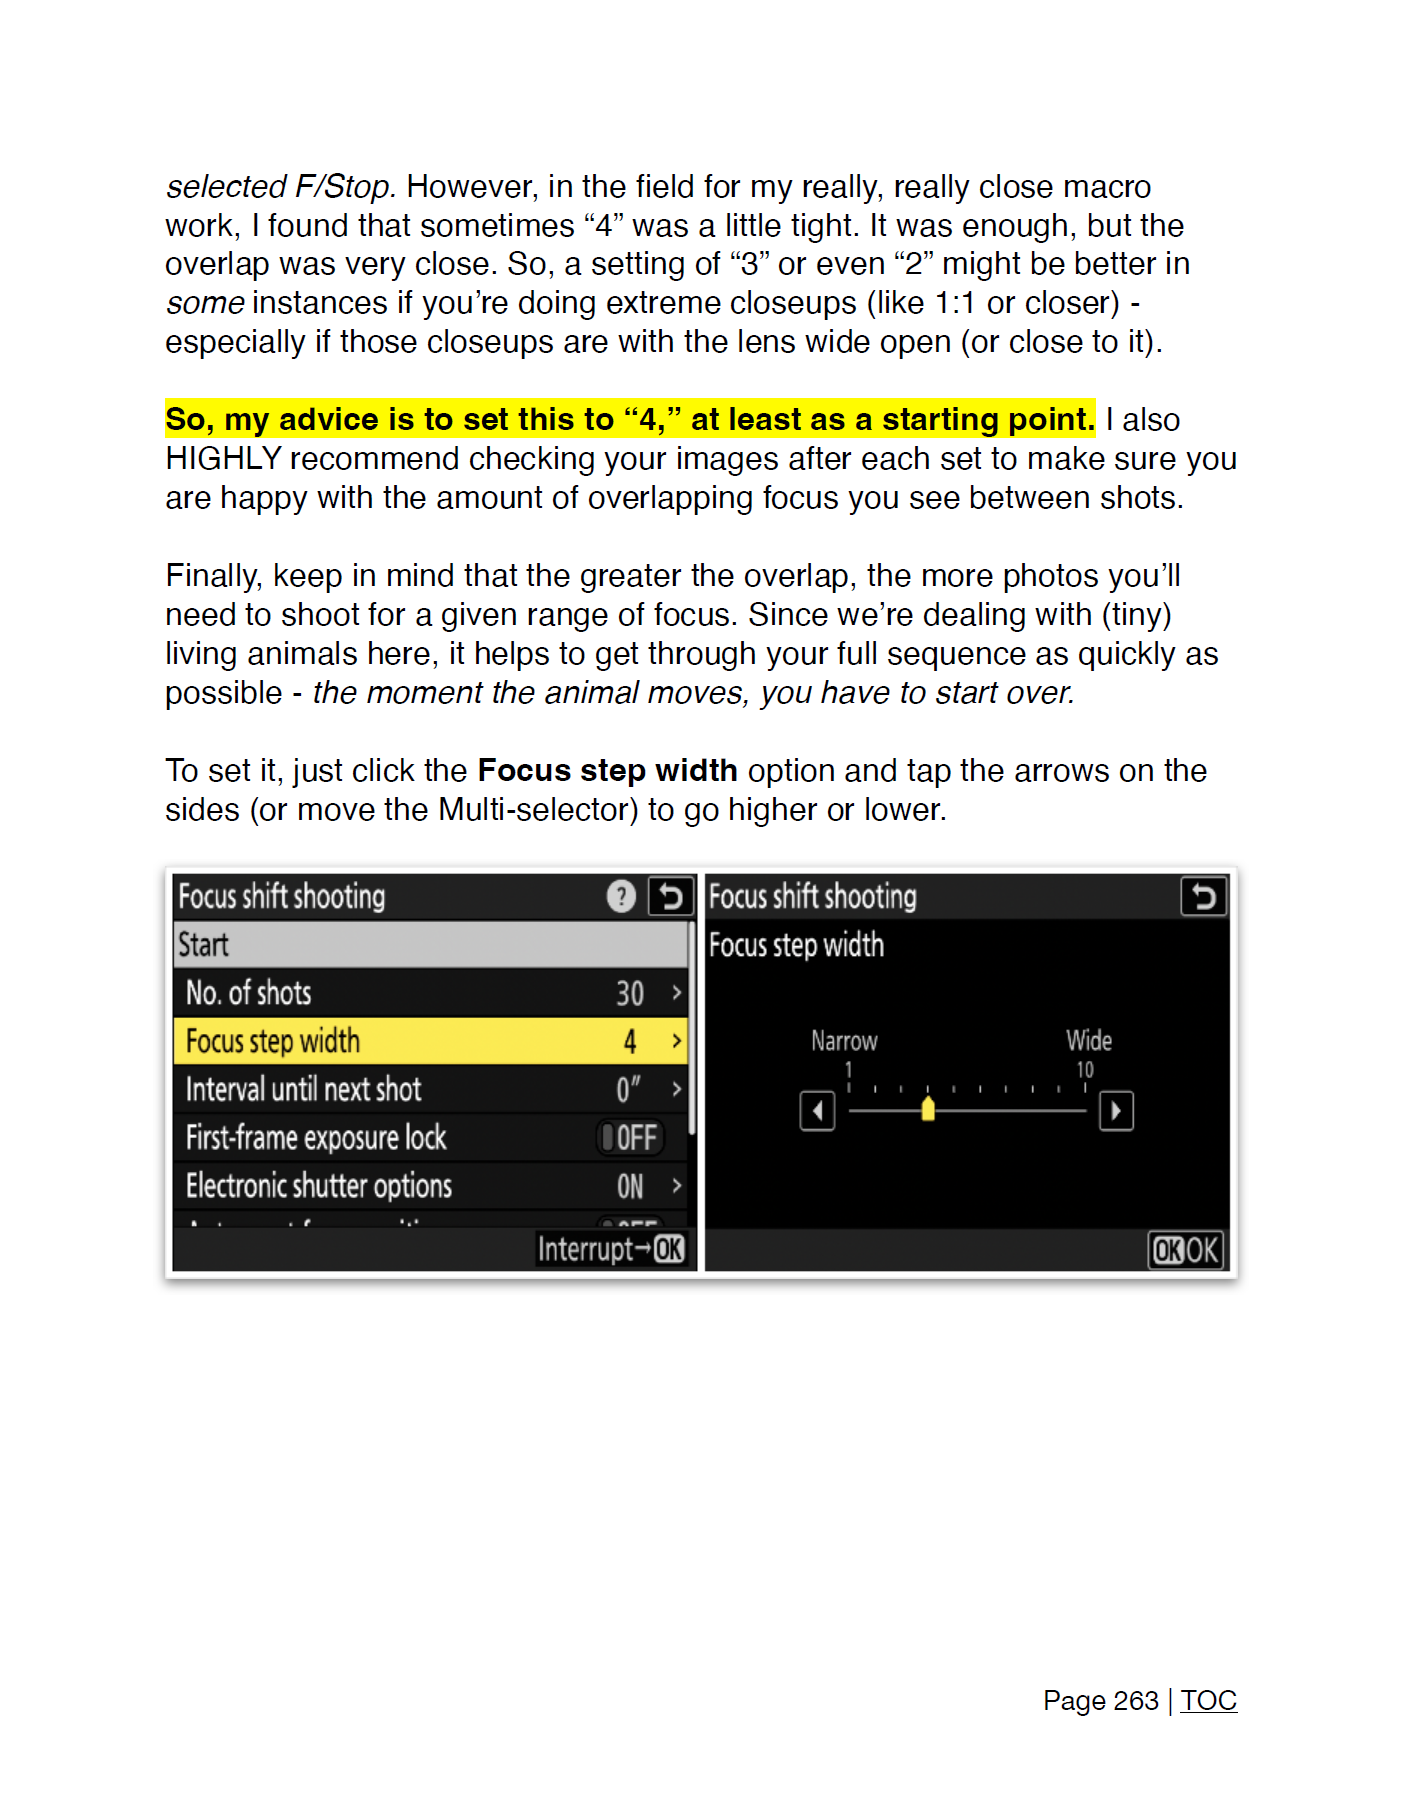 selected F/Stop. However, in the field for my really, really close macro
work, I found that sometimes “4” was a little tight. It was enough, but the
overlap was very close. So, a setting of “3” or even “2” might be better in
some instances if you’re doing extreme closeups (like 1:1 or closer) -
especially if those closeups are with the lens wide open (or close to it).
So, my advice is to set this to “4,” at least as a starting point. I also
HIGHLY recommend checking your images after each set to make sure you
are happy with the amount of overlapping focus you see between shots.
Finally, keep in mind that the greater the overlap, the more photos you’ll
need to shoot for a given range of focus. Since we’re dealing with (tiny)
living animals here, it helps to get through your full sequence as quickly as
possible - the moment the animal moves, you have to start over.
To set it, just click the Focus step width option and tap the arrows on the
sides (or move the Multi-selector) to go higher or lower.
Focus shift shooting ?
Start
No. of shots 30 >
Focus step width 4 >
Interval until next shot 0″ >
First-frame exposure lock OFF
Electronic shutter options ON >
Interrupt→OK
Focus shift shooting
Focus step width
Narrow Wide
1 10
OK OK
Page 263 | TOC